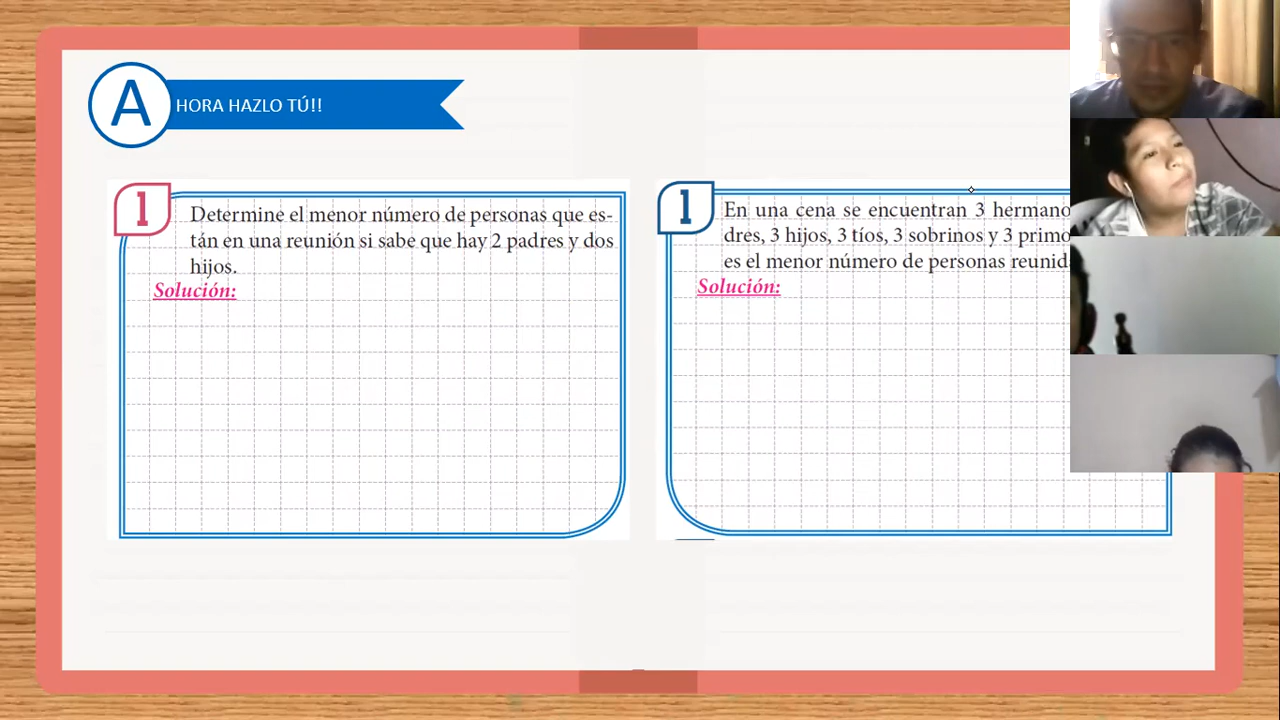 A
HORA HAZLO TÚ!!
1
Determine el menor número de personas que es-
tán en una reunión si sabe que hay 2 padres y dos
hijos.
Solución:
1
En una cena se encuentran 3 hermano
dres, 3 hijos, 3 tíos, 3 sobrinos y 3 primo
es el menor número de personas reunid
Solución: